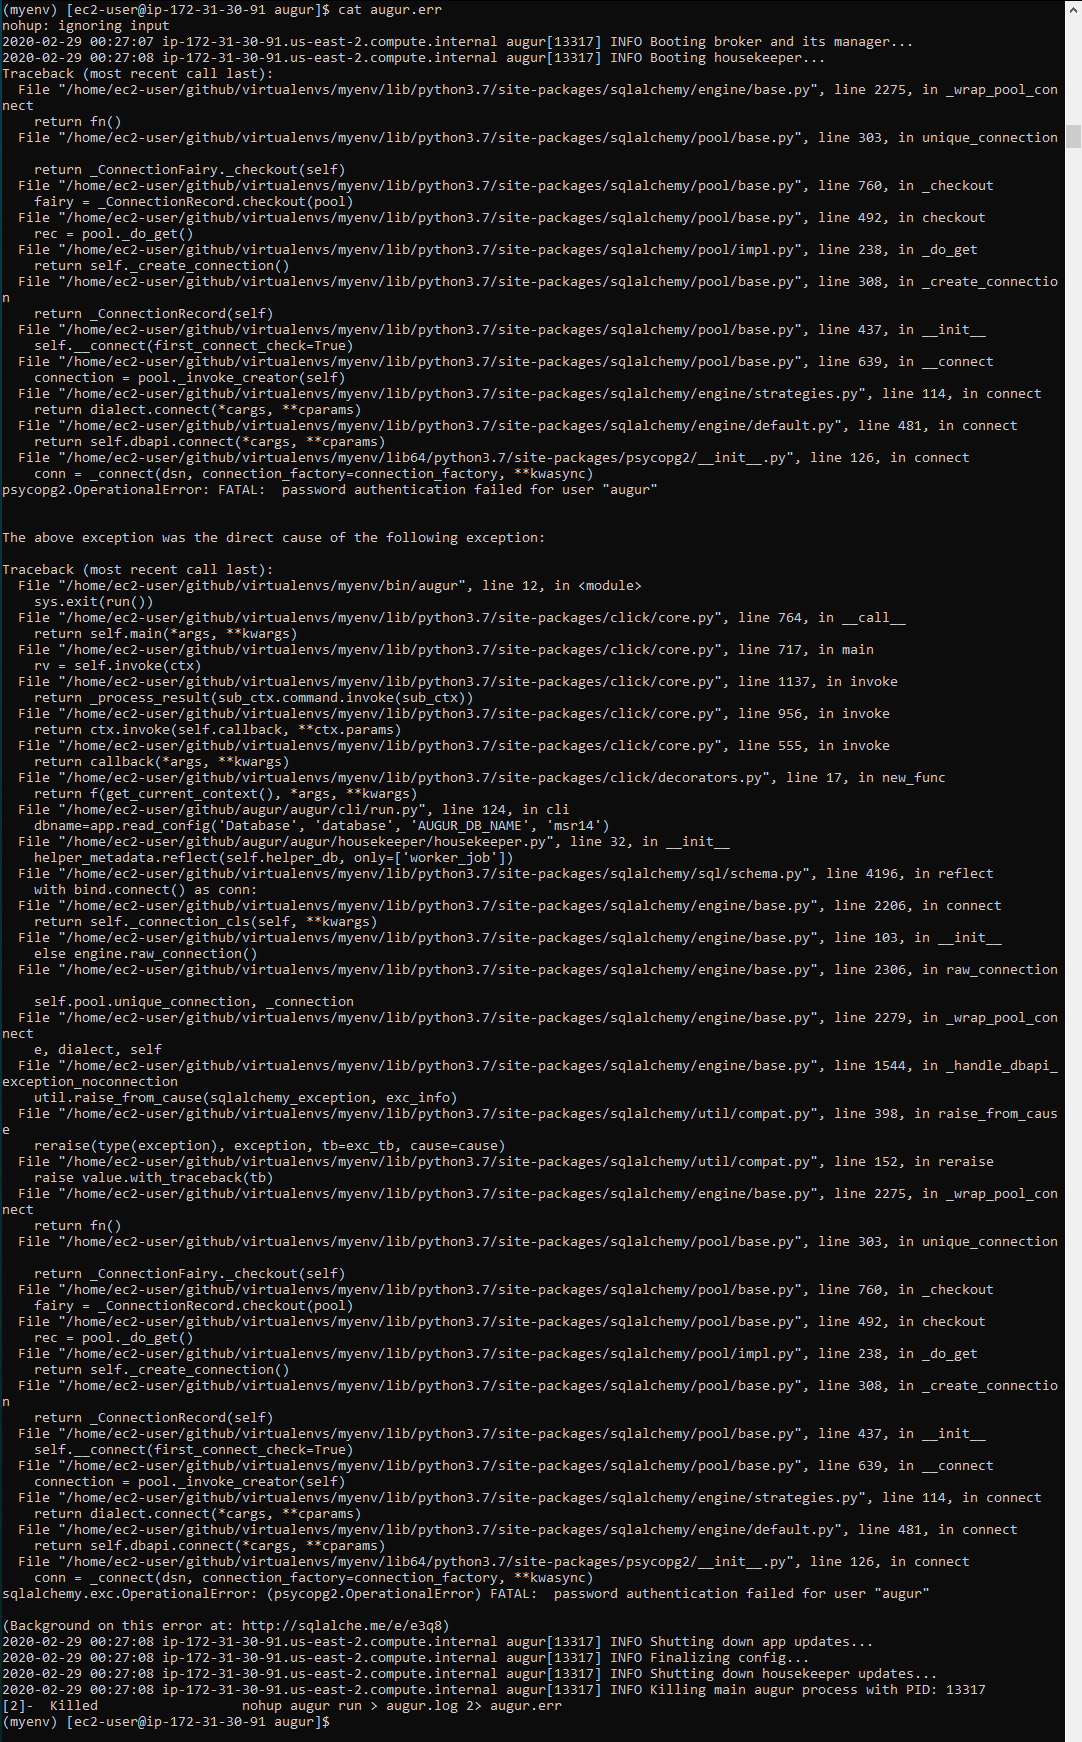 (myenv) [ec2-user@ip-172-31-30-91 augur]$ cat augur.err
nohup: ignoring input
2020-02-29 00:27:07 ip-172-31-30-91.us-east-2.compute.internal augur[13317] INFO Booting broker and its manager...
2020-02-29 00:27:08 ip-172-31-30-91.us-east-2.compute.internal augur[13317] INFO Booting housekeeper...
Traceback (most recent call last):
  File "/home/ec2-user/github/virtualenvs/myenv/lib/python3.7/site-packages/sqlalchemy/engine/base.py", line 2275, in _wrap_pool_con
nect
    return fn()
  File "/home/ec2-user/github/virtualenvs/myenv/lib/python3.7/site-packages/sqlalchemy/pool/base.py", line 303, in unique_connection
    return _ConnectionFairy._checkout(self)
  File "/home/ec2-user/github/virtualenvs/myenv/lib/python3.7/site-packages/sqlalchemy/pool/base.py", line 760, in _checkout
    fairy = _ConnectionRecord.checkout(pool)
  File "/home/ec2-user/github/virtualenvs/myenv/lib/python3.7/site-packages/sqlalchemy/pool/base.py", line 492, in checkout
    rec = pool._do_get()
  File "/home/ec2-user/github/virtualenvs/myenv/lib/python3.7/site-packages/sqlalchemy/pool/impl.py", line 238, in _do_get
    return self._create_connection()
  File "/home/ec2-user/github/virtualenvs/myenv/lib/python3.7/site-packages/sqlalchemy/pool/base.py", line 308, in _create_connectio
n
    return _ConnectionRecord(self)
  File "/home/ec2-user/github/virtualenvs/myenv/lib/python3.7/site-packages/sqlalchemy/pool/base.py", line 437, in __init__
    self.__connect(first_connect_check=True)
  File "/home/ec2-user/github/virtualenvs/myenv/lib/python3.7/site-packages/sqlalchemy/pool/base.py", line 639, in __connect
    connection = pool._invoke_creator(self)
  File "/home/ec2-user/github/virtualenvs/myenv/lib/python3.7/site-packages/sqlalchemy/engine/strategies.py", line 114, in connect
    return dialect.connect(*cargs, **cparams)
  File "/home/ec2-user/github/virtualenvs/myenv/lib/python3.7/site-packages/sqlalchemy/engine/default.py", line 481, in connect
    return self.dbapi.connect(*cargs, **cparams)
  File "/home/ec2-user/github/virtualenvs/myenv/lib64/python3.7/site-packages/psycopg2/__init__.py", line 126, in connect
    conn = _connect(dsn, connection_factory=connection_factory, **kwasync)
psycopg2.OperationalError: FATAL:  password authentication failed for user "augur"
The above exception was the direct cause of the following exception:
Traceback (most recent call last):
  File "/home/ec2-user/github/virtualenvs/myenv/bin/augur", line 12, in <module>
    sys.exit(run())
  File "/home/ec2-user/github/virtualenvs/myenv/lib/python3.7/site-packages/click/core.py", line 764, in __call__
    return self.main(*args, **kwargs)
  File "/home/ec2-user/github/virtualenvs/myenv/lib/python3.7/site-packages/click/core.py", line 717, in main
    rv = self.invoke(ctx)
  File "/home/ec2-user/github/virtualenvs/myenv/lib/python3.7/site-packages/click/core.py", line 1137, in invoke
    return _process_result(sub_ctx.command.invoke(sub_ctx))
  File "/home/ec2-user/github/virtualenvs/myenv/lib/python3.7/site-packages/click/core.py", line 956, in invoke
    return ctx.invoke(self.callback, **ctx.params)
  File "/home/ec2-user/github/virtualenvs/myenv/lib/python3.7/site-packages/click/core.py", line 555, in invoke
    return callback(*args, **kwargs)
  File "/home/ec2-user/github/virtualenvs/myenv/lib/python3.7/site-packages/click/decorators.py", line 17, in new_func
    return f(get_current_context(), *args, **kwargs)
  File "/home/ec2-user/github/augur/augur/cli/run.py", line 124, in cli
    dbname=app.read_config('Database', 'database', 'AUGUR_DB_NAME', 'msr14')
  File "/home/ec2-user/github/augur/augur/housekeeper/housekeeper.py", line 32, in __init__
    helper_metadata.reflect(self.helper_db, only=['worker_job'])
  File "/home/ec2-user/github/virtualenvs/myenv/lib/python3.7/site-packages/sqlalchemy/sql/schema.py", line 4196, in reflect
    with bind.connect() as conn:
  File "/home/ec2-user/github/virtualenvs/myenv/lib/python3.7/site-packages/sqlalchemy/engine/base.py", line 2206, in connect
    return self._connection_cls(self, **kwargs)
  File "/home/ec2-user/github/virtualenvs/myenv/lib/python3.7/site-packages/sqlalchemy/engine/base.py", line 103, in __init__
    else engine.raw_connection()
  File "/home/ec2-user/github/virtualenvs/myenv/lib/python3.7/site-packages/sqlalchemy/engine/base.py", line 2306, in raw_connection
    self.pool.unique_connection, _connection
  File "/home/ec2-user/github/virtualenvs/myenv/lib/python3.7/site-packages/sqlalchemy/engine/base.py", line 2279, in _wrap_pool_con
nect
    e, dialect, self
  File "/home/ec2-user/github/virtualenvs/myenv/lib/python3.7/site-packages/sqlalchemy/engine/base.py", line 1544, in _handle_dbapi_
exception_noconnection
    util.raise_from_cause(sqlalchemy_exception, exc_info)
  File "/home/ec2-user/github/virtualenvs/myenv/lib/python3.7/site-packages/sqlalchemy/util/compat.py", line 398, in raise_from_caus
e
    reraise(type(exception), exception, tb=exc_tb, cause=cause)
  File "/home/ec2-user/github/virtualenvs/myenv/lib/python3.7/site-packages/sqlalchemy/util/compat.py", line 152, in reraise
    raise value.with_traceback(tb)
  File "/home/ec2-user/github/virtualenvs/myenv/lib/python3.7/site-packages/sqlalchemy/engine/base.py", line 2275, in _wrap_pool_con
nect
    return fn()
  File "/home/ec2-user/github/virtualenvs/myenv/lib/python3.7/site-packages/sqlalchemy/pool/base.py", line 303, in unique_connection
    return _ConnectionFairy._checkout(self)
  File "/home/ec2-user/github/virtualenvs/myenv/lib/python3.7/site-packages/sqlalchemy/pool/base.py", line 760, in _checkout
    fairy = _ConnectionRecord.checkout(pool)
  File "/home/ec2-user/github/virtualenvs/myenv/lib/python3.7/site-packages/sqlalchemy/pool/base.py", line 492, in checkout
    rec = pool._do_get()
  File "/home/ec2-user/github/virtualenvs/myenv/lib/python3.7/site-packages/sqlalchemy/pool/impl.py", line 238, in _do_get
    return self._create_connection()
  File "/home/ec2-user/github/virtualenvs/myenv/lib/python3.7/site-packages/sqlalchemy/pool/base.py", line 308, in _create_connectio
n
    return _ConnectionRecord(self)
  File "/home/ec2-user/github/virtualenvs/myenv/lib/python3.7/site-packages/sqlalchemy/pool/base.py", line 437, in __init__
    self.__connect(first_connect_check=True)
  File "/home/ec2-user/github/virtualenvs/myenv/lib/python3.7/site-packages/sqlalchemy/pool/base.py", line 639, in __connect
    connection = pool._invoke_creator(self)
  File "/home/ec2-user/github/virtualenvs/myenv/lib/python3.7/site-packages/sqlalchemy/engine/strategies.py", line 114, in connect
    return dialect.connect(*cargs, **cparams)
  File "/home/ec2-user/github/virtualenvs/myenv/lib/python3.7/site-packages/sqlalchemy/engine/default.py", line 481, in connect
    return self.dbapi.connect(*cargs, **cparams)
  File "/home/ec2-user/github/virtualenvs/myenv/lib64/python3.7/site-packages/psycopg2/__init__.py", line 126, in connect
    conn = _connect(dsn, connection_factory=connection_factory, **kwasync)
sqlalchemy.exc.OperationalError: (psycopg2.OperationalError) FATAL:  password authentication failed for user "augur"
(Background on this error at: http://sqlalche.me/e/e3q8)
2020-02-29 00:27:08 ip-172-31-30-91.us-east-2.compute.internal augur[13317] INFO Shutting down app updates...
2020-02-29 00:27:08 ip-172-31-30-91.us-east-2.compute.internal augur[13317] INFO Finalizing config...
2020-02-29 00:27:08 ip-172-31-30-91.us-east-2.compute.internal augur[13317] INFO Shutting down housekeeper updates...
2020-02-29 00:27:08 ip-172-31-30-91.us-east-2.compute.internal augur[13317] INFO Killing main augur process with PID: 13317
[2]-  Killed                  nohup augur run > augur.log 2> augur.err
(myenv) [ec2-user@ip-172-31-30-91 augur]$